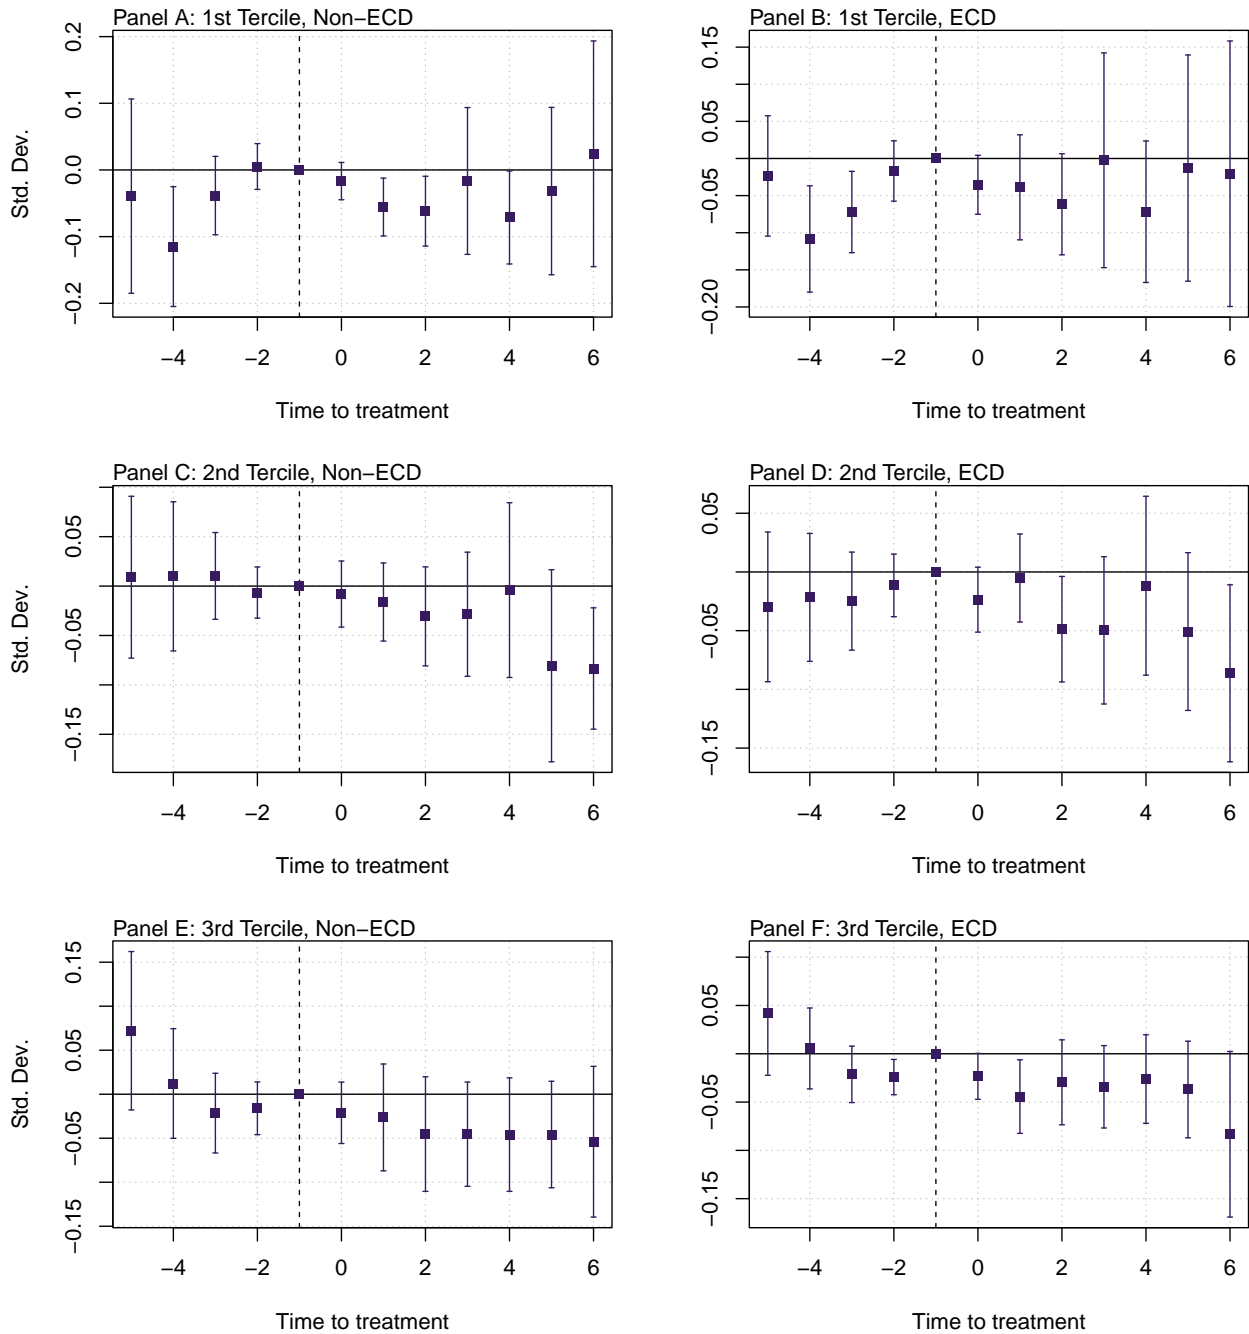 Panel A: 1st Tercile, Non−ECD
Std. Dev.
0.2
0.1
0.0
−0.1
−0.2
−4 −2 0 2 4 6
Time to treatment
Panel B: 1st Tercile, ECD
0.15
0.05
−0.05
−0.20
−4 −2 0 2 4 6
Time to treatment
Panel C: 2nd Tercile, Non−ECD
Std. Dev.
0.05
−0.05
−0.15
−4 −2 0 2 4 6
Time to treatment
Panel D: 2nd Tercile, ECD
0.05
−0.05
−0.15
−4 −2 0 2 4 6
Time to treatment
Panel E: 3rd Tercile, Non−ECD
Std. Dev.
0.15
0.05
−0.05
−0.15
−4 −2 0 2 4 6
Time to treatment
Panel F: 3rd Tercile, ECD
0.05
−0.05
−0.15
−4 −2 0 2 4 6
Time to treatment